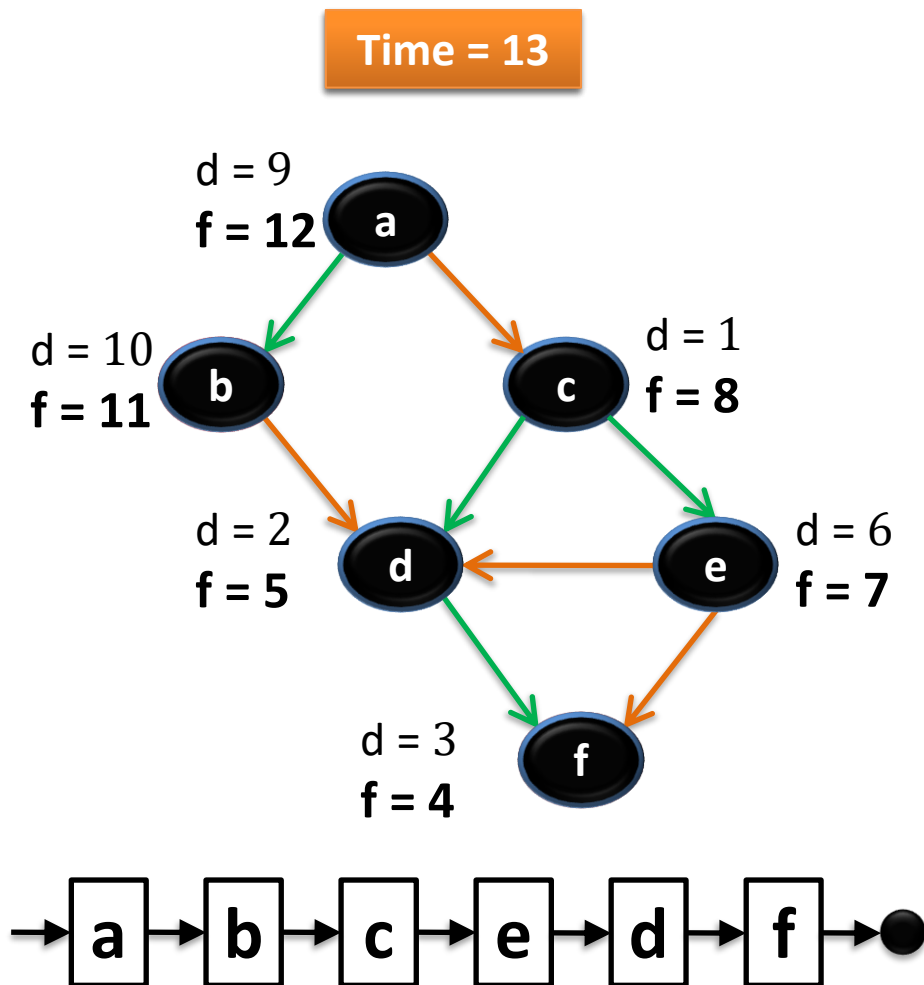 Time = 13
d = 9
f = 12
a
d = 10
f = 11
b
c
d = 1
f = 8
d = 2
f = 5
d
e
d = 6
f = 7
d = 3
f = 4
f
a b c e d f